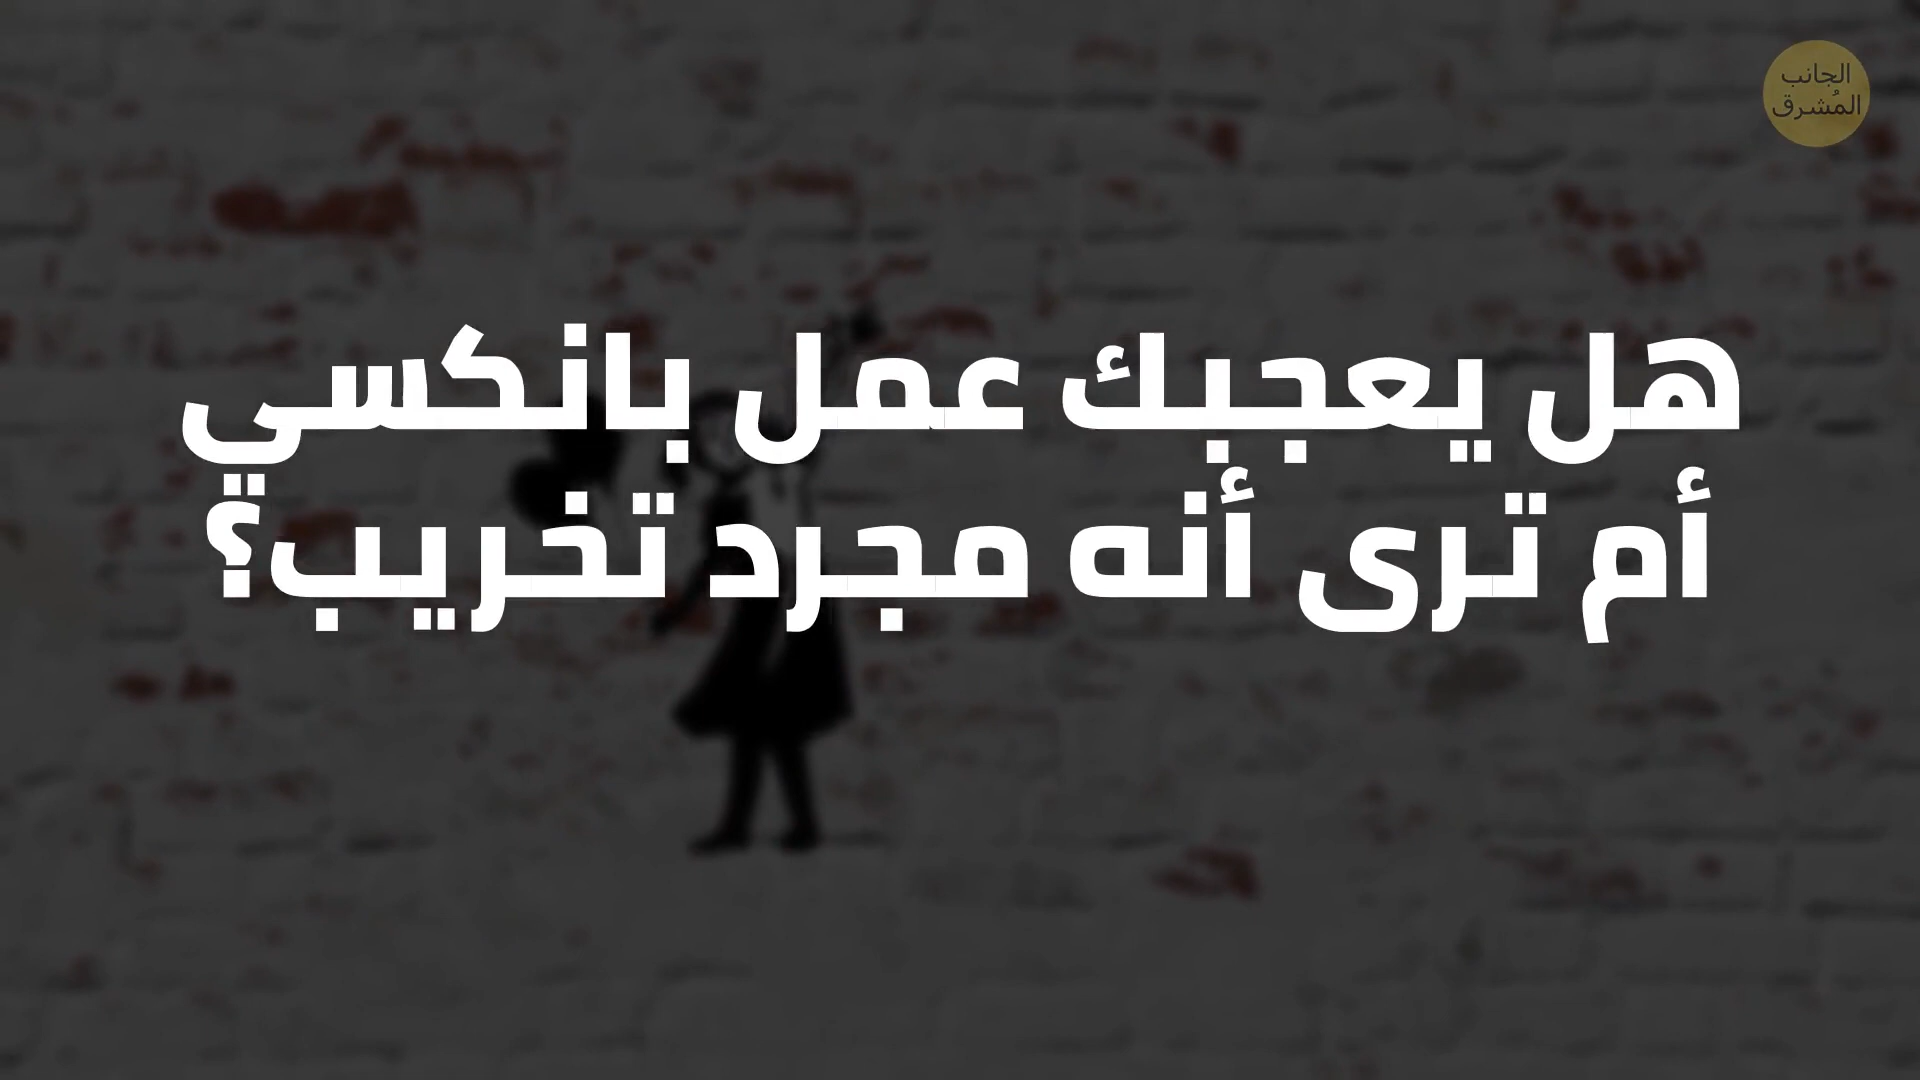 الجانب
المُشرق
هل يعجبك عمل بانكسي
أم ترى أنه مجرد تخريب؟